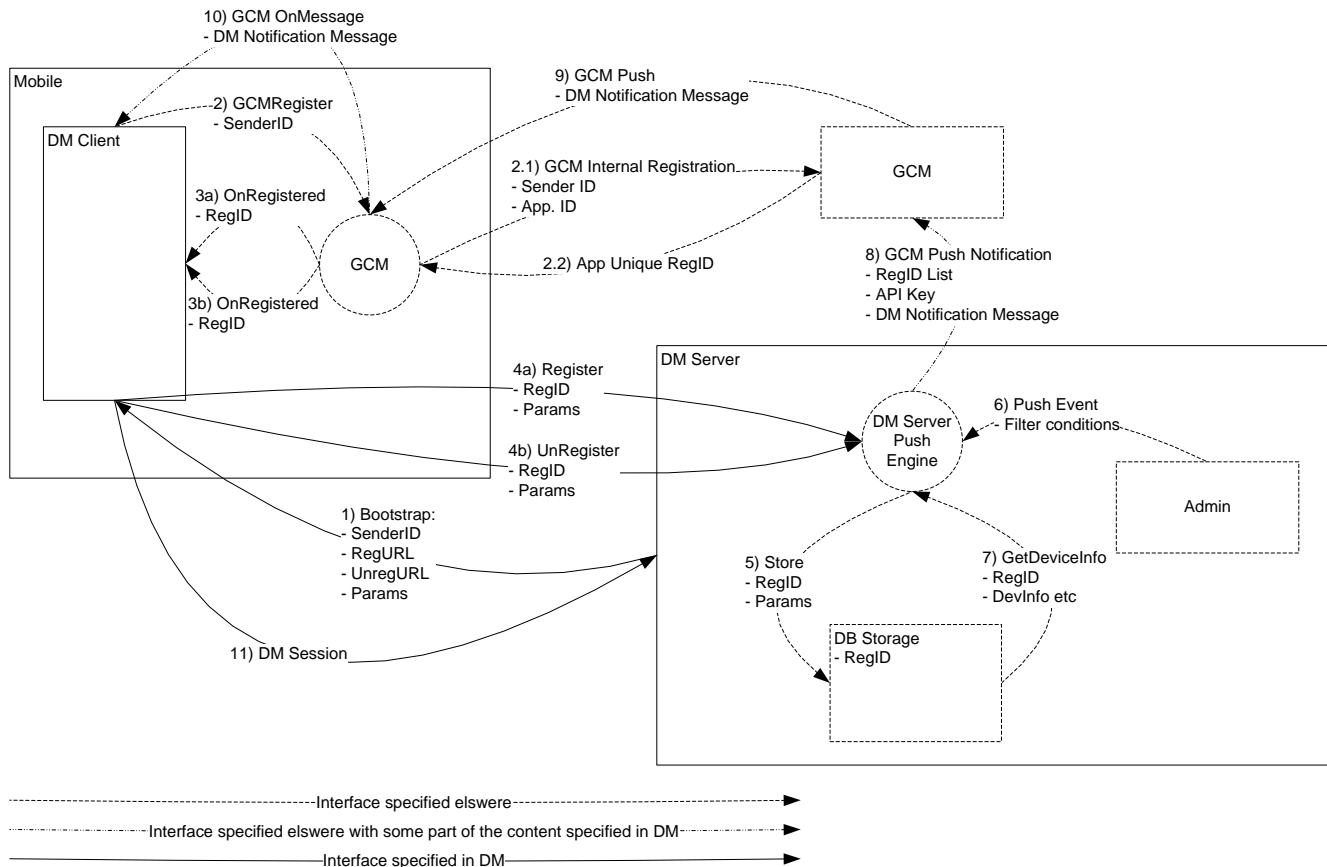 10) GCM OnMessage
- DM Notification Message
Mobile
2) GCMRegister
- SenderID
DM Client
3a) OnRegistered
- RegID
GCM
3b) OnRegistered
- RegID
9) GCM Push
- DM Notification Message
2.1) GCM Internal Registration
- Sender ID
- App. ID
GCM
2.2) App Unique RegID
8) GCM Push Notification
- RegID List
- API Key
- DM Notification Message
DM Server
4a) Register
- RegID
- Params
4b) UnRegister
- RegID
- Params
DM Server
Push
Engine
6) Push Event
- Filter conditions
Admin
1) Bootstrap:
- SenderID
- RegURL
- UnregURL
- Params
5) Store
- RegID
- Params
7) GetDeviceInfo
- RegID
- DevInfo etc
DB Storage
- RegID
11) DM Session
Interface specified elswere
Interface specified elswere with some part of the content specified in DM
Interface specified in DM